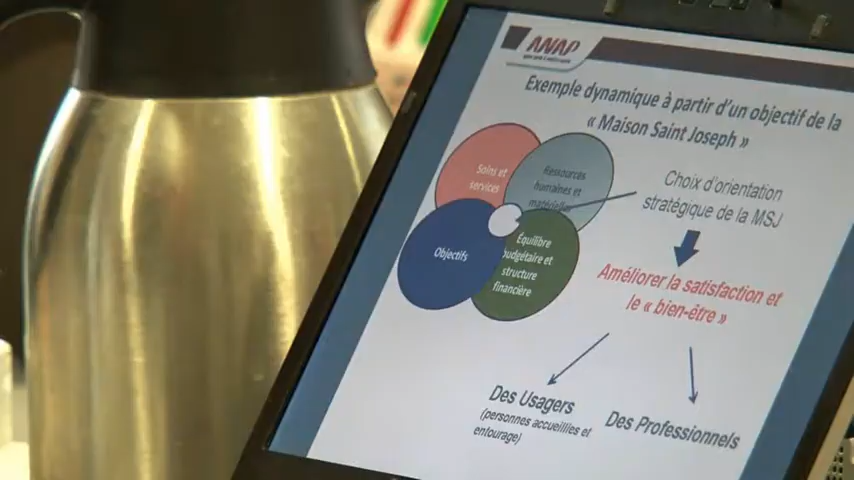 ANAP
Exemple dynamique à partir d'un objectif de la
« Maison Saint Joseph »
Soins et
services
Ressources
humaines et
matérielles
Objectifs
Équilibre
budgétaire et
structure
financière
Choix d'orientation
stratégique de la MSJ
Améliorer la satisfaction et
le « bien-être »
Des Usagers
(personnes accueillies et
entourage)
Des Professionnels